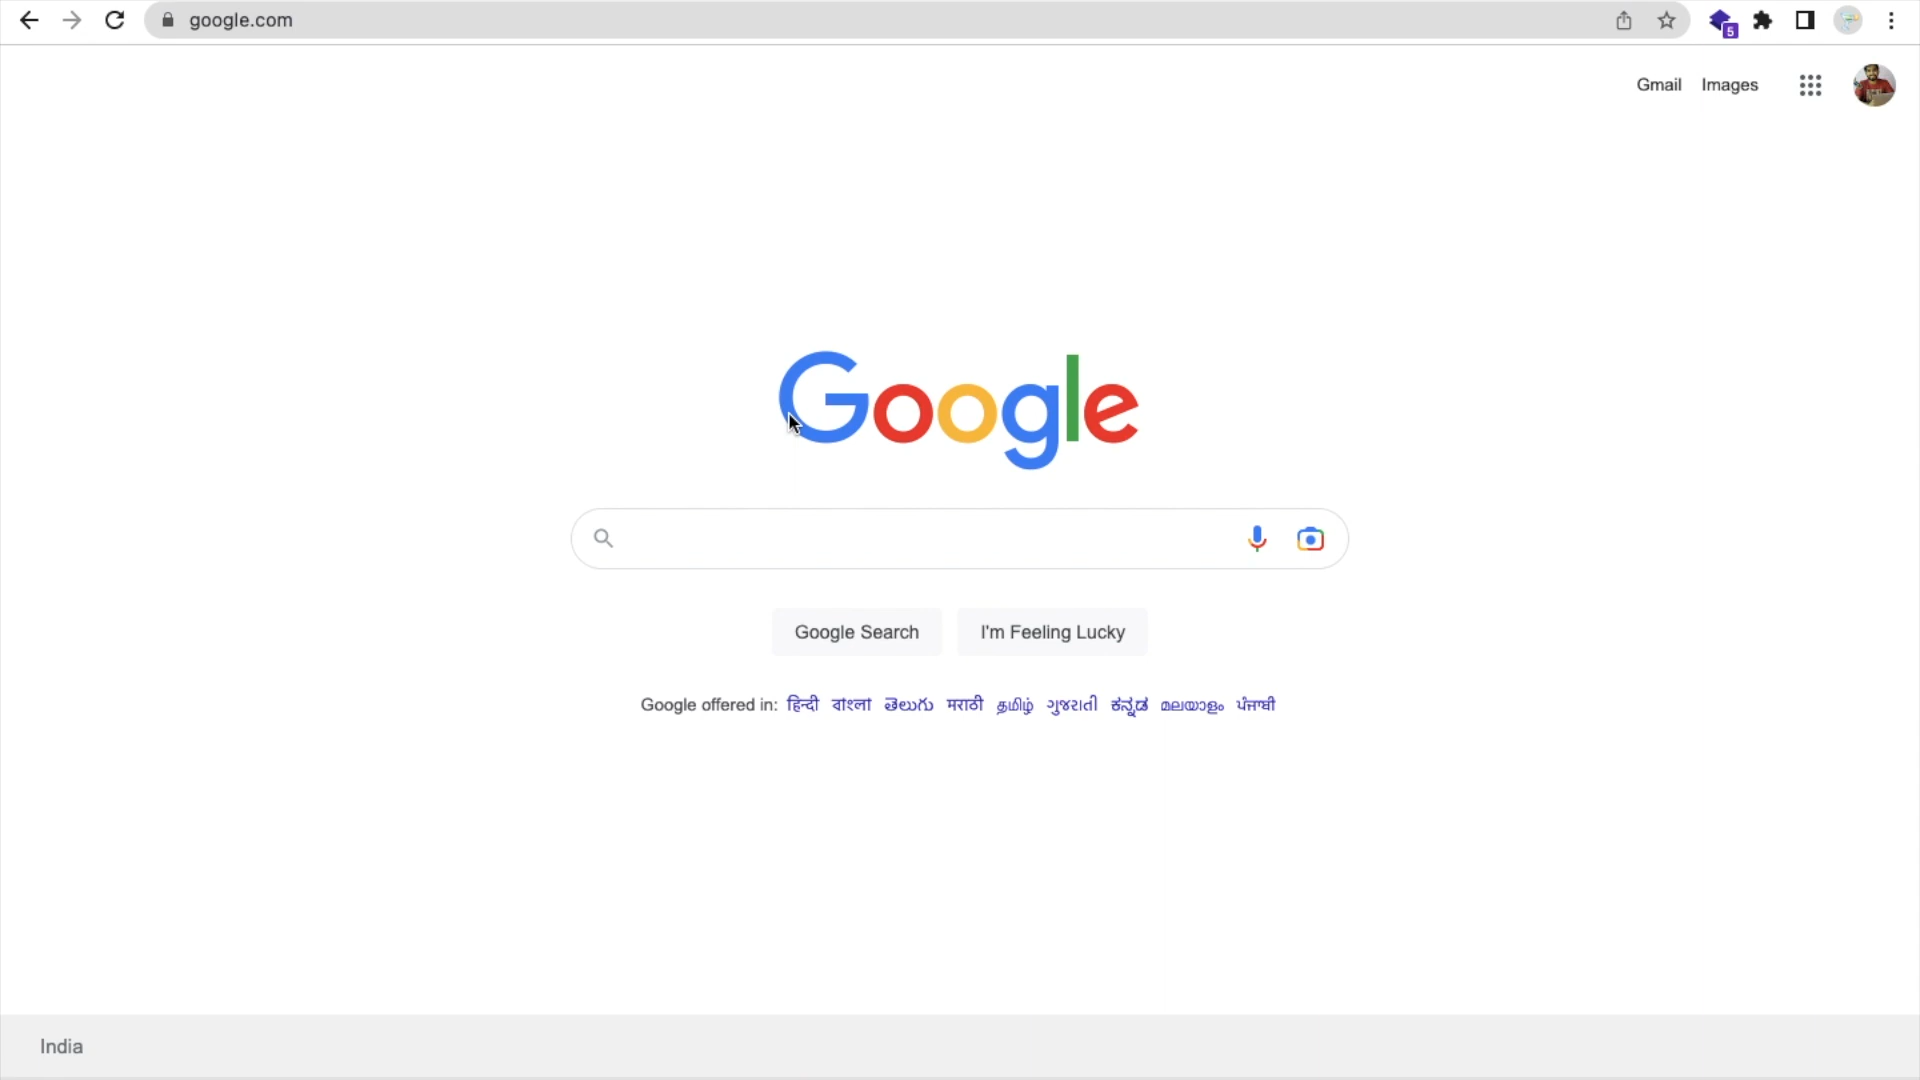 google.com
5
Gmail Images
Google
Google Search I'm Feeling Lucky
Google offered in: हिन्दी বাংলা తెలుగు मराठी தமிழ் ગુજરાતી ಕನ್ನಡ മലയാളം ਪੰਜਾਬੀ
India